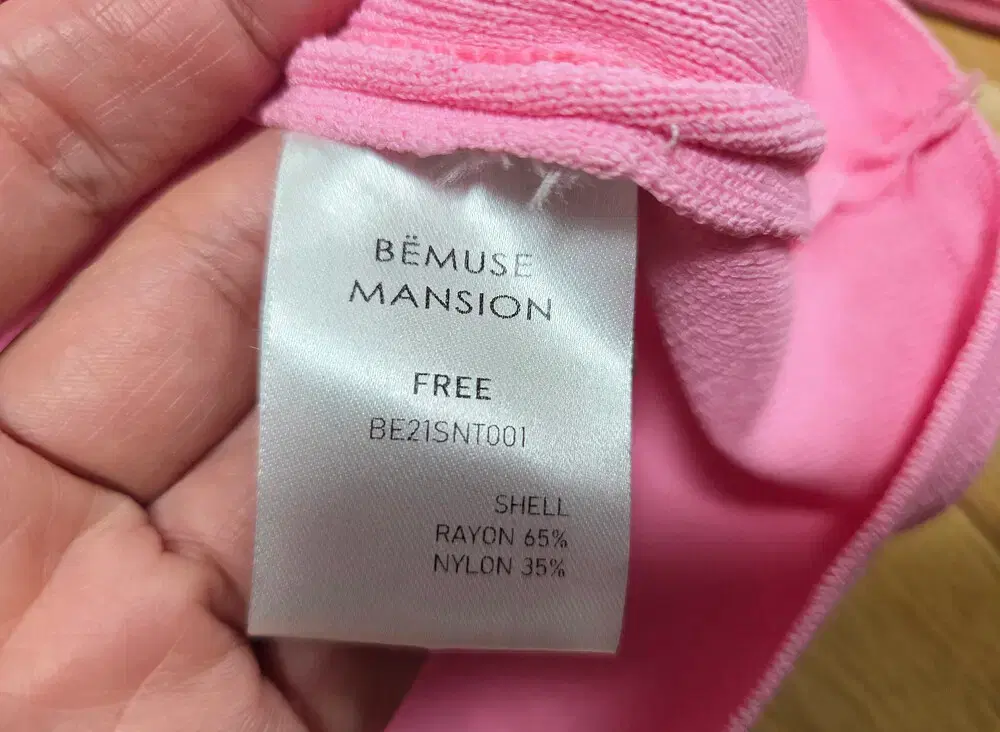 BËMUSE
MANSION
FREE
BE21SNT001
SHELL
RAYON 65%
NYLON 35%